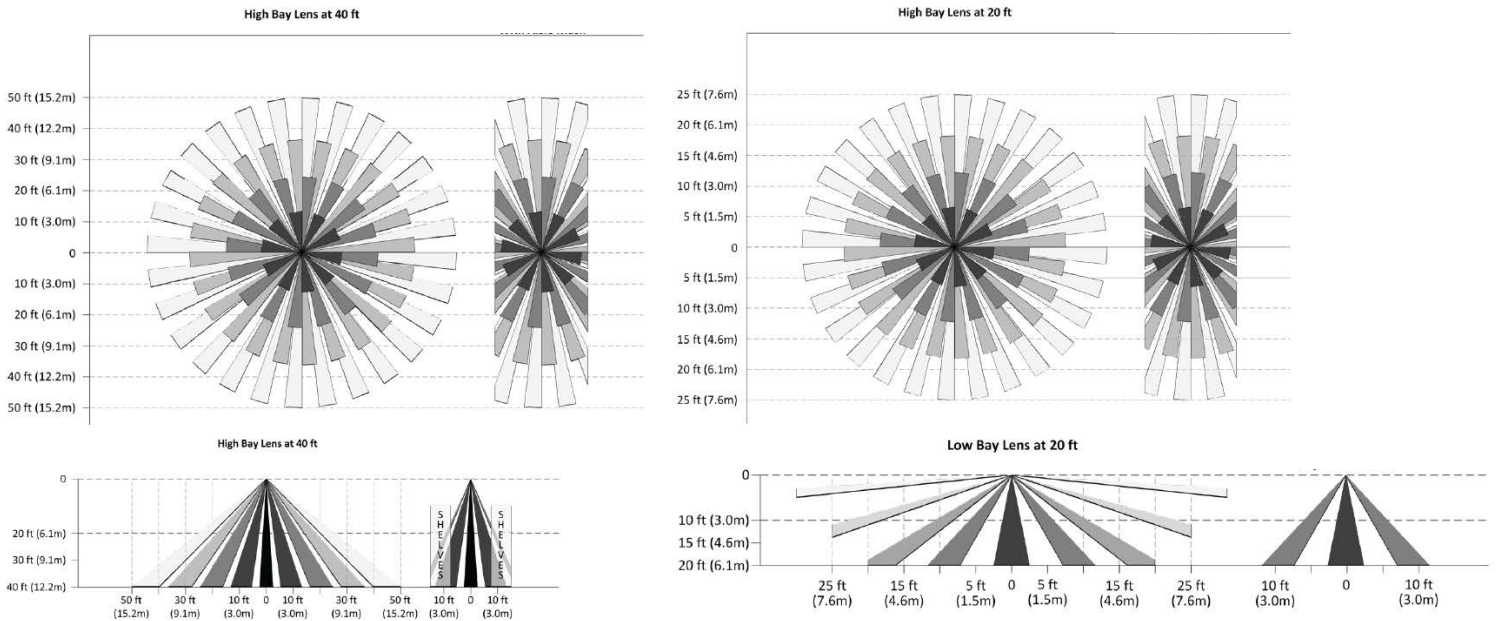 High Bay Lens at 40 ft
50 ft (15.2m)
40 ft (12.2m)
30 ft (9.1m)
20 ft (6.1m)
10 ft (3.0m)
0
10 ft (3.0m)
20 ft (6.1m)
30 ft (9.1m)
40 ft (12.2m)
50 ft (15.2m)
High Bay Lens at 20 ft
25 ft (7.6m)
20 ft (6.1m)
15 ft (4.6m)
10 ft (3.0m)
5 ft (1.5m)
0
5 ft (1.5m)
10 ft (3.0m)
15 ft (4.6m)
20 ft (6.1m)
25 ft (7.6m)
High Bay Lens at 40 ft
0
20 ft (6.1m)
30 ft (9.1m)
40 ft (12.2m)
SHELVES
SHELVES
50 ft 30 ft 10 ft 0 10 ft 30 ft 50 ft 10 ft 0 10 ft
(15.2m) (9.1m) (3.0m) (3.0m) (9.1m) (15.2m) (3.0m) (3.0m)
Low Bay Lens at 20 ft
0
10 ft (3.0m)
15 ft (4.6m)
20 ft (6.1m)
25 ft 15 ft 5 ft 0 5 ft 15 ft 25 ft 10 ft 0 10 ft
(7.6m) (4.6m) (1.5m) (1.5m) (4.6m) (7.6m) (3.0m) (3.0m)